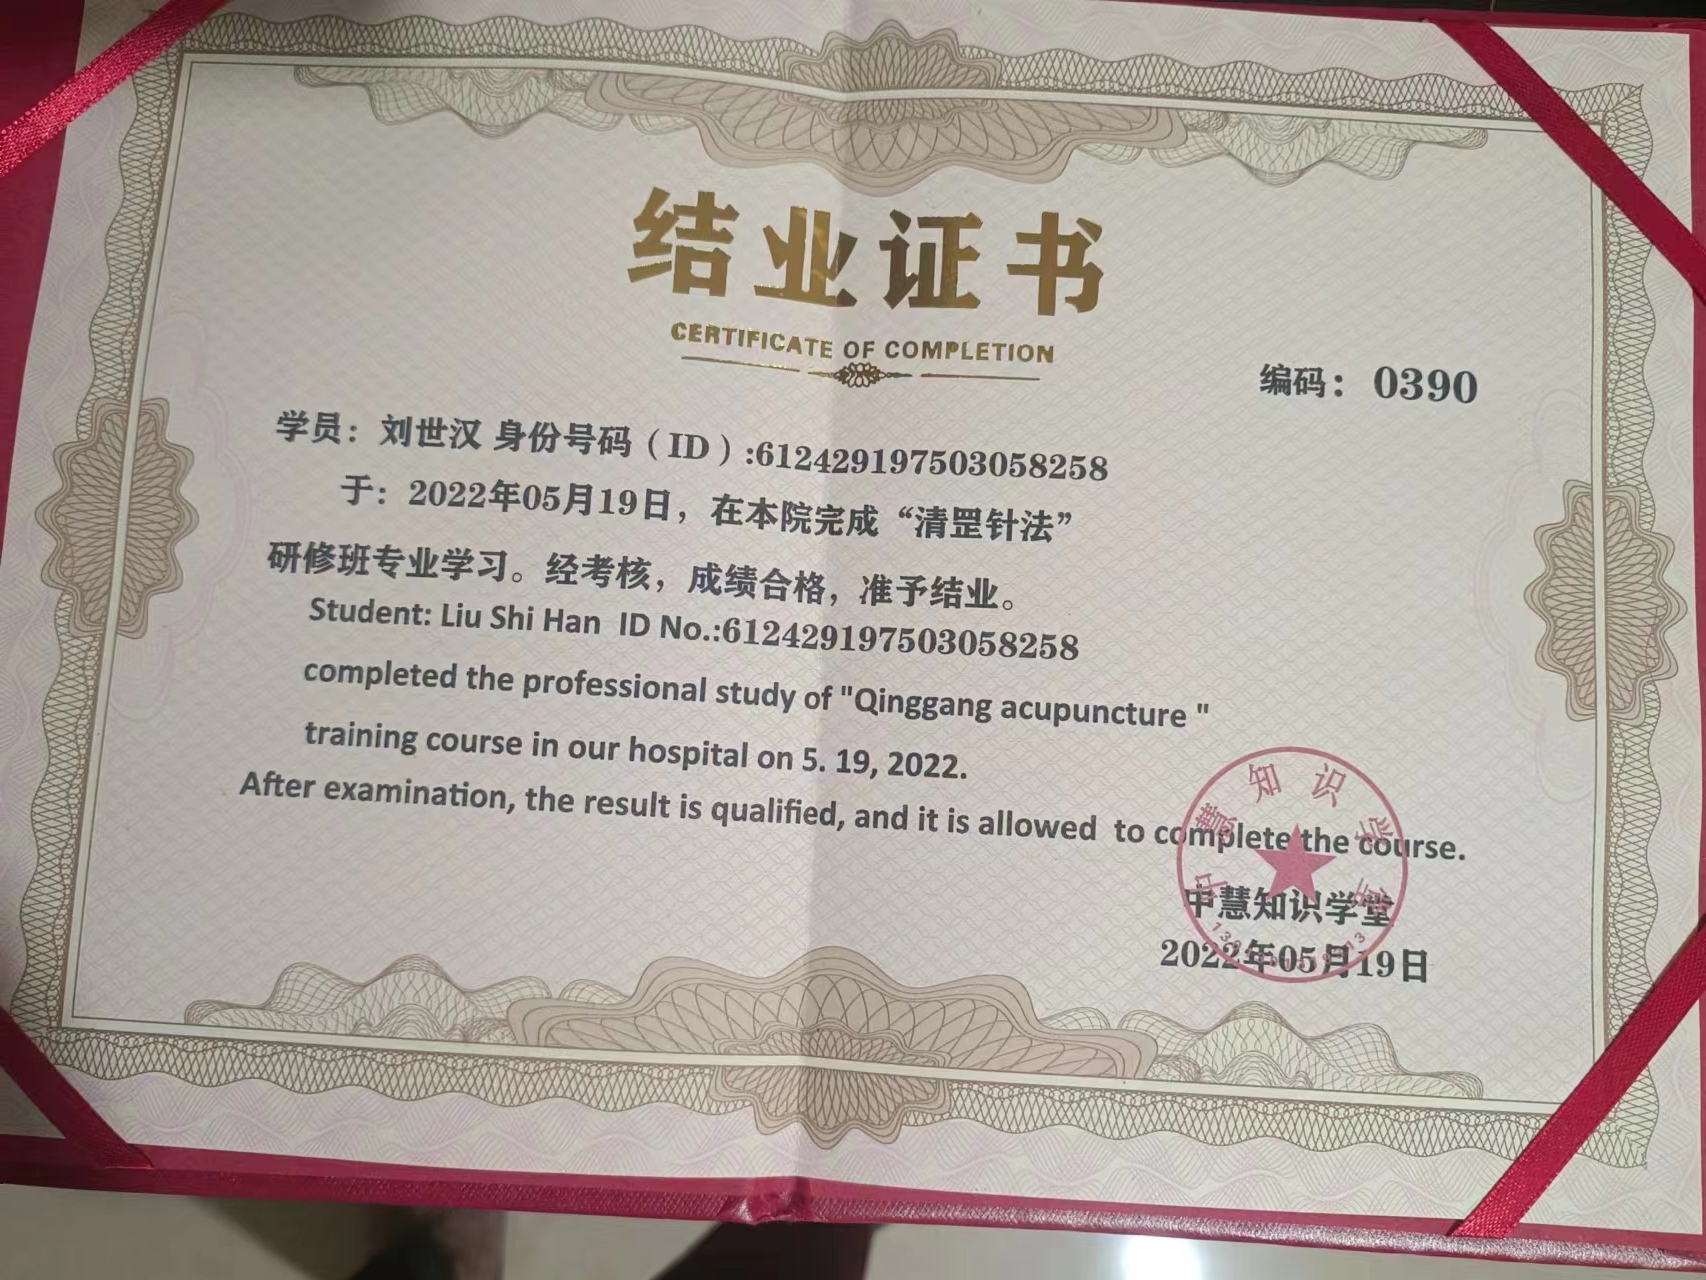 结业证书
CERTIFICATE OF COMPLETION
编码： 0390
学员：刘世汉 身份号码（ID）:612429197503058258
于：2022年05月19日，在本院完成“清罡针法”
研修班专业学习。经考核，成绩合格，准予结业。
Student: Liu Shi Han ID No.:612429197503058258
completed the professional study of "Qinggang acupuncture "
training course in our hospital on 5. 19, 2022.
After examination, the result is qualified, and it is allowed to complete the course.
中慧知识学堂
中慧知识学堂
2022年05月19日